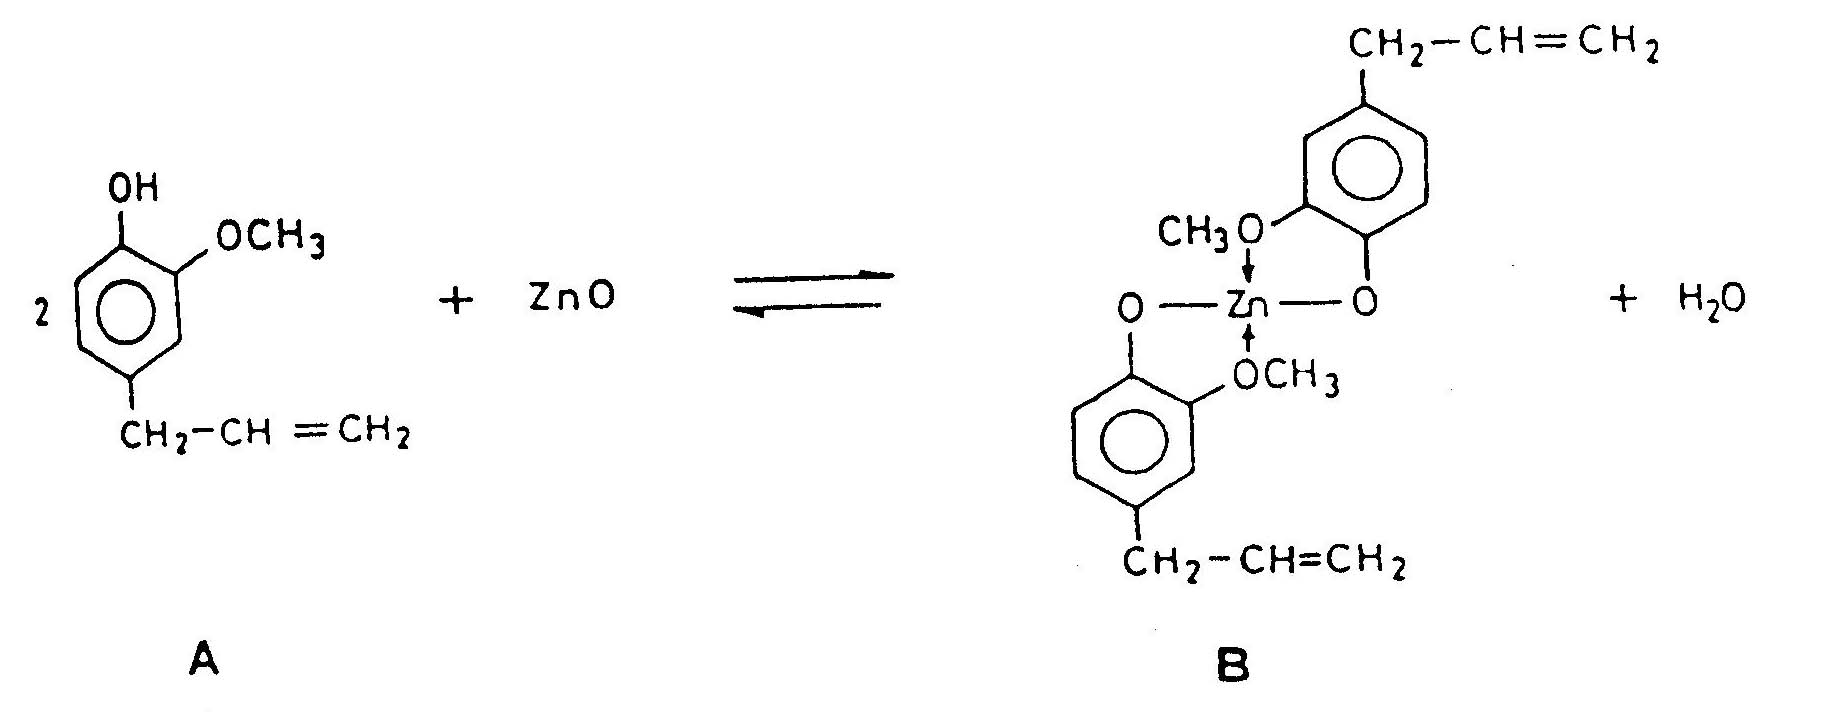 CH₂–CH=CH₂
OH
OCH₃
CH₃O
2 + ZnO ⇌ O—Zn—O + H₂O
OCH₃
CH₂–CH=CH₂
CH₂–CH=CH₂
A B